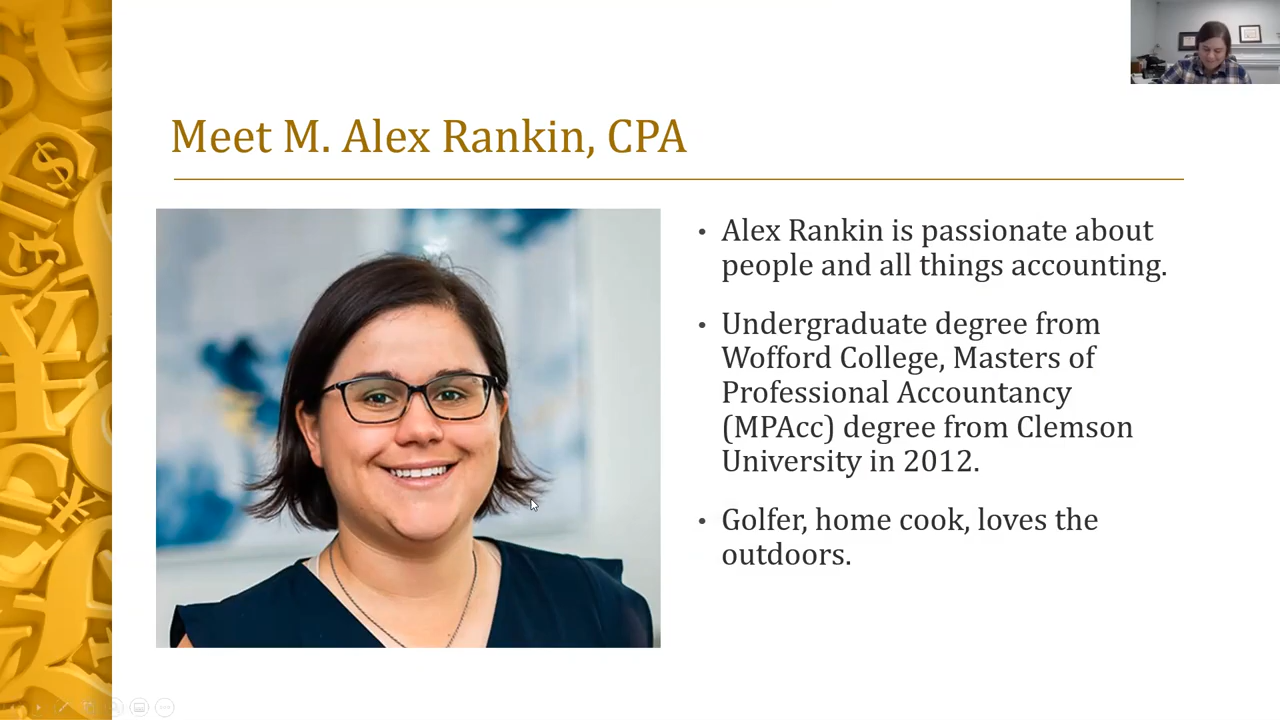 Meet M. Alex Rankin, CPA
• Alex Rankin is passionate about
people and all things accounting.
• Undergraduate degree from
Wofford College, Masters of
Professional Accountancy
(MPAcc) degree from Clemson
University in 2012.
• Golfer, home cook, loves the
outdoors.